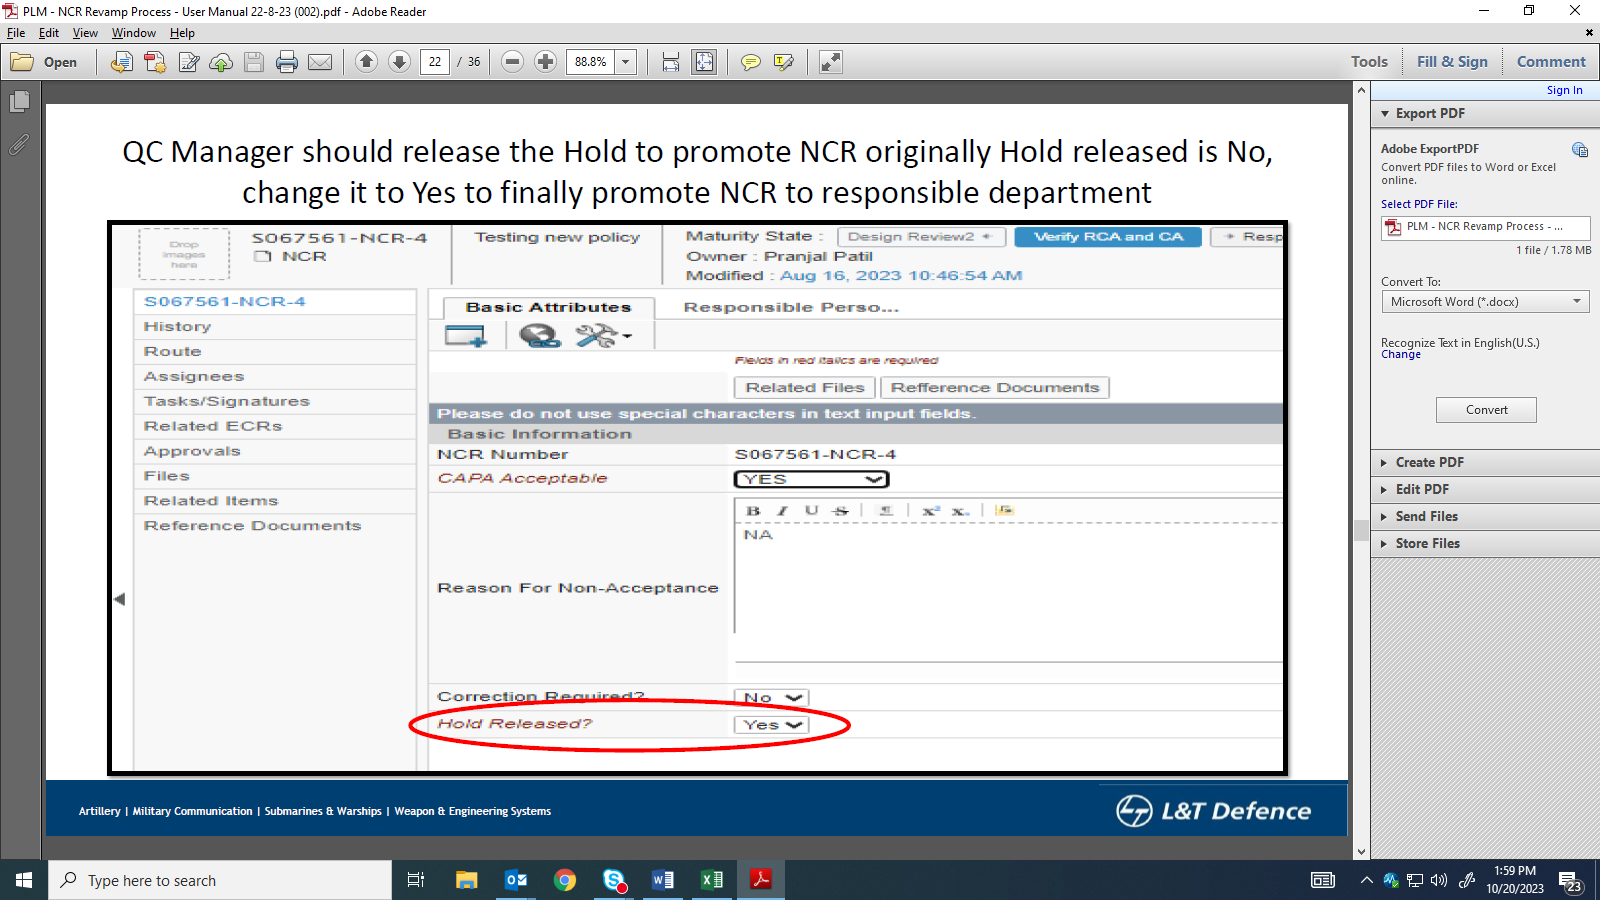 PLM - NCR Revamp Process - User Manual 22-8-23 (002).pdf - Adobe Reader
File Edit View Window Help
Open
22 / 36
88.8%
Tools
Fill & Sign
Comment
Sign In
QC Manager should release the Hold to promote NCR originally Hold released is No,
change it to Yes to finally promote NCR to responsible department
Drop
images
here
S067561-NCR-4
NCR
Testing new policy
Maturity State :
Design Review2
Verify RCA and CA
Resp
Owner : Pranjal Patil
Modified : Aug 16, 2023 10:46:54 AM
S067561-NCR-4
History
Route
Assignees
Tasks/Signatures
Related ECRs
Approvals
Files
Related Items
Reference Documents
Basic Attributes
Responsible Perso...
Fields in red italics are required
Related Files
Refference Documents
Please do not use special characters in text input fields.
Basic Information
NCR Number
S067561-NCR-4
CAPA Acceptable
YES
B I U S
NA
Reason For Non-Acceptance
Correction Required?
No
Hold Released?
Yes
Artillery | Military Communication | Submarines & Warships | Weapon & Engineering Systems
L&T Defence
Export PDF
Adobe ExportPDF
Convert PDF files to Word or Excel
online.
Select PDF File:
PLM - NCR Revamp Process - ...
1 file / 1.78 MB
Convert To:
Microsoft Word (*.docx)
Recognize Text in English(U.S.)
Change
Convert
Create PDF
Edit PDF
Send Files
Store Files
Type here to search
1:59 PM
10/20/2023
23